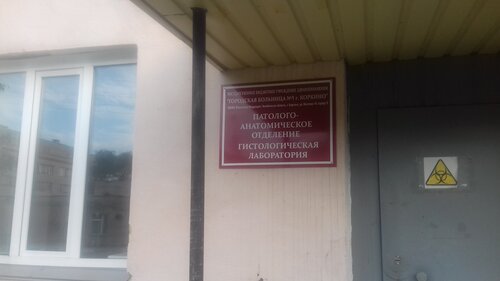 "ГОРОДСКАЯ БОЛЬНИЦА №1 г. КОРКИНО"
ПАТОЛОГО-
АНАТОМИЧЕСКОЕ
ОТДЕЛЕНИЕ
ГИСТОЛОГИЧЕСКАЯ
ЛАБОРАТОРИЯ